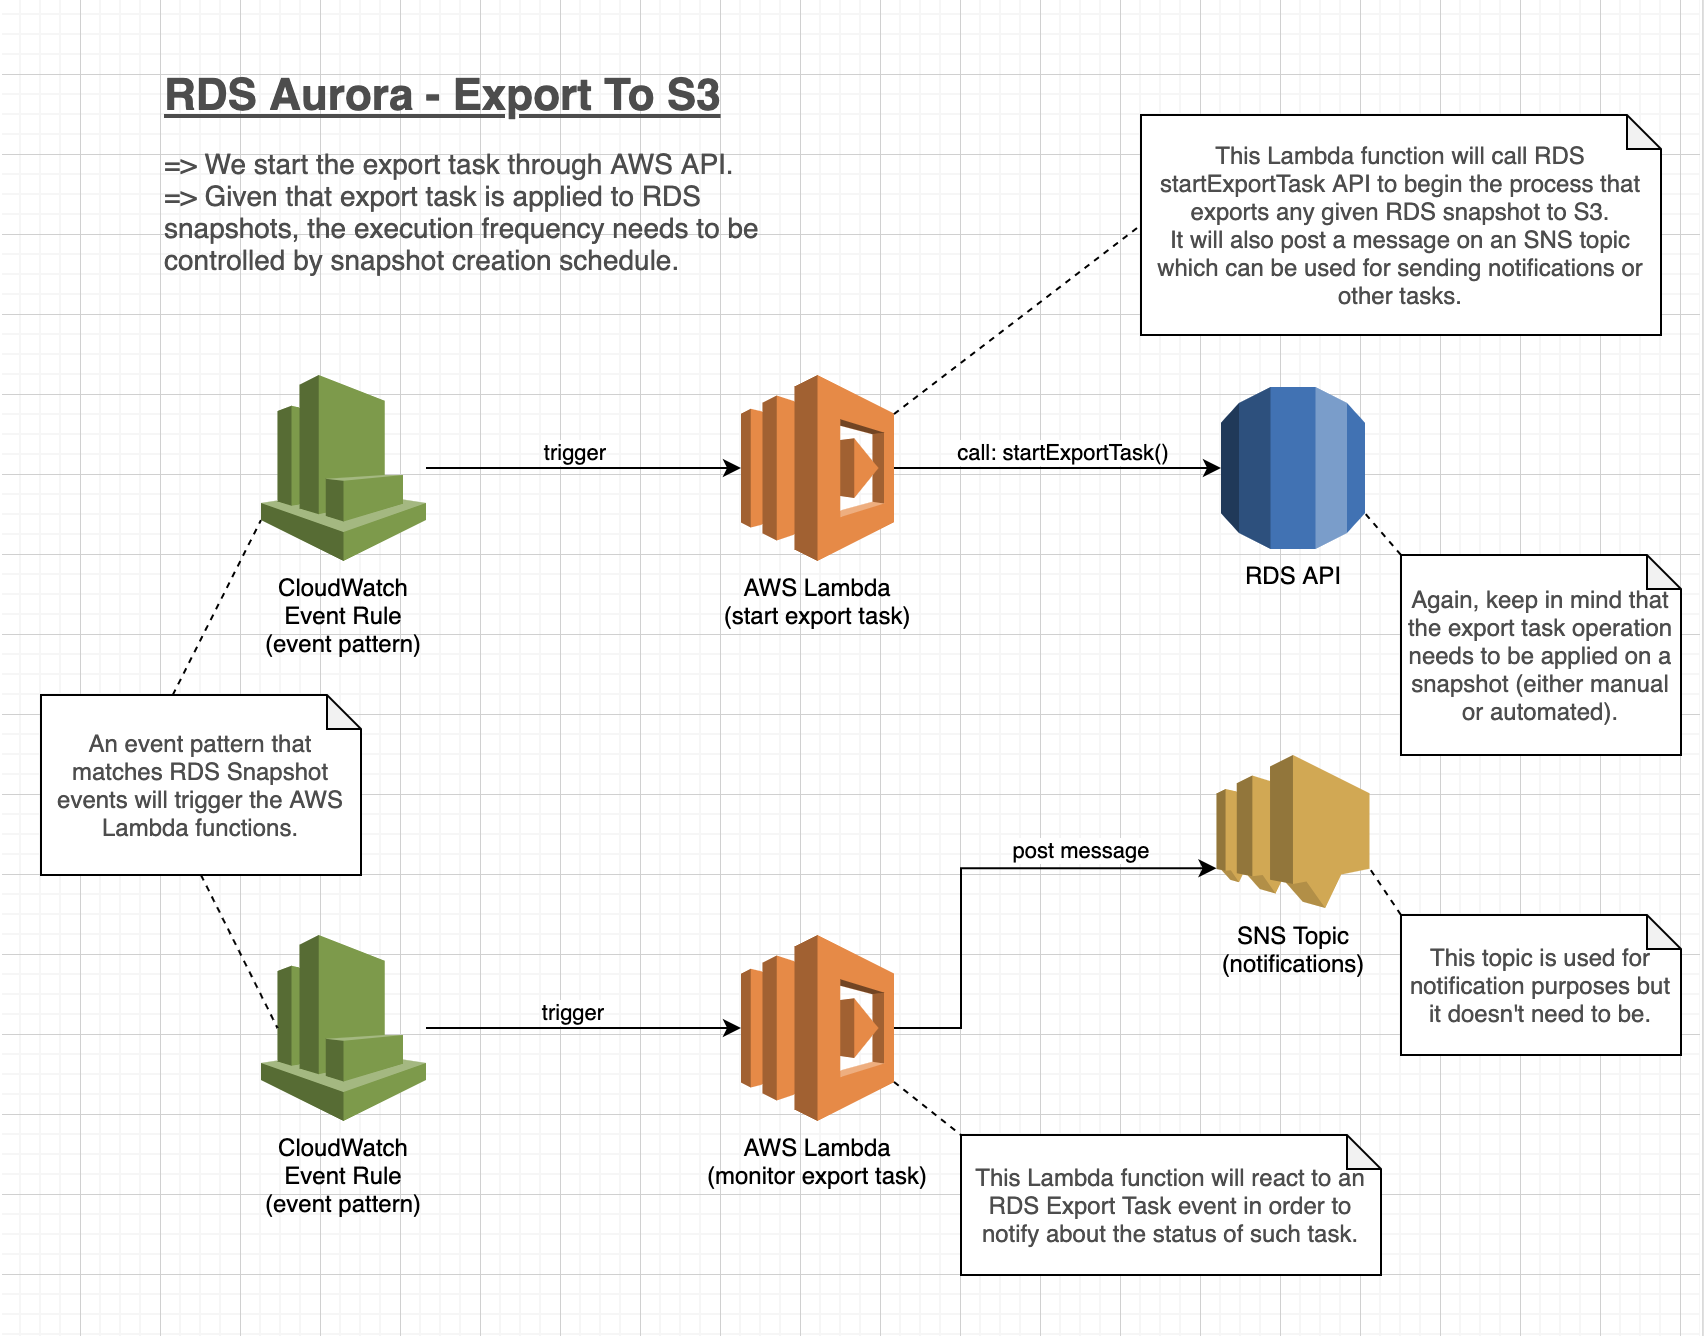 RDS Aurora - Export To S3
=> We start the export task through AWS API.
=> Given that export task is applied to RDS
snapshots, the execution frequency needs to be
controlled by snapshot creation schedule.
This Lambda function will call RDS
startExportTask API to begin the process that
exports any given RDS snapshot to S3.
It will also post a message on an SNS topic
which can be used for sending notifications or
other tasks.
trigger
call: startExportTask()
CloudWatch
Event Rule
(event pattern)
AWS Lambda
(start export task)
RDS API
Again, keep in mind that
the export task operation
needs to be applied on a
snapshot (either manual
or automated).
An event pattern that
matches RDS Snapshot
events will trigger the AWS
Lambda functions.
post message
SNS Topic
(notifications)
This topic is used for
notification purposes but
it doesn't need to be.
trigger
CloudWatch
Event Rule
(event pattern)
AWS Lambda
(monitor export task)
This Lambda function will react to an
RDS Export Task event in order to
notify about the status of such task.